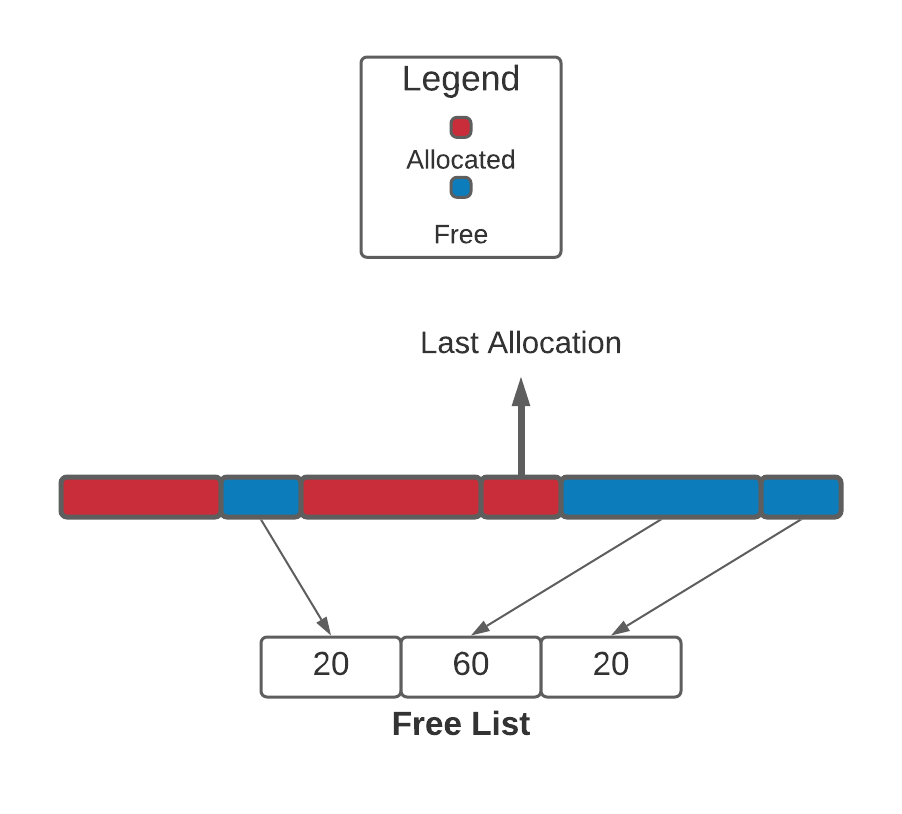 Legend
Allocated
Free
Last Allocation
20 60 20
Free List